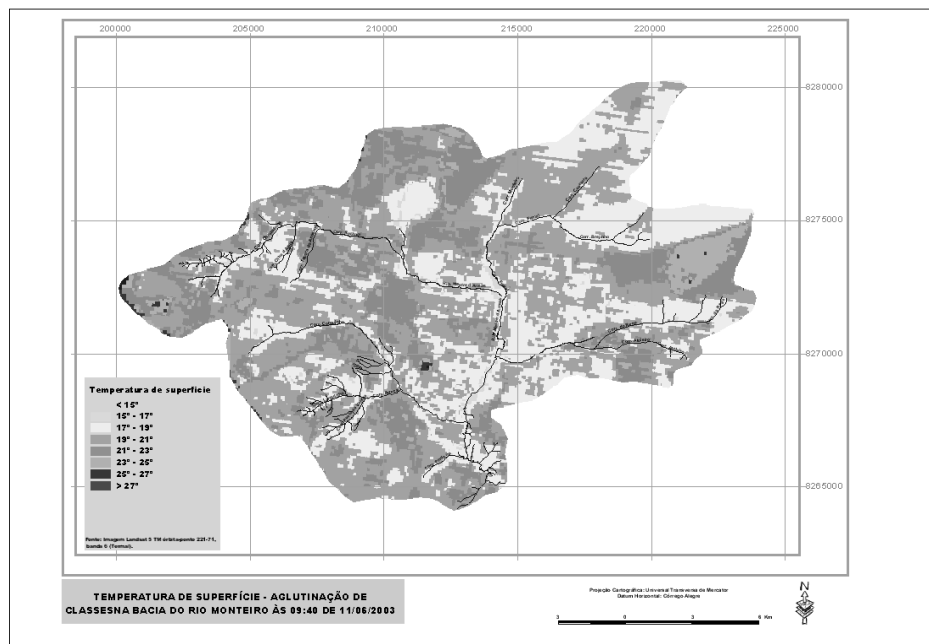 200000 205000 210000 215000 220000 225000
8280000
8275000
8270000
8265000
Temperatura de superfície
< 15°
15° - 17°
17° - 19°
19° - 21°
21° - 23°
23° - 25°
25° - 27°
> 27°
Fonte: Imagem Landsat 5 TM órbita-ponto 221-71,
banda 6 (Termal).
TEMPERATURA DE SUPERFÍCIE - AGLUTINAÇÃO DE
CLASSESNA BACIA DO RIO MONTEIRO ÀS 09:40 DE 11/06/2003
Projeção Cartográfica: Universal Transversa de Mercator
Datum Horizontal: Córrego Alegre
3 0 3 6 Km
N